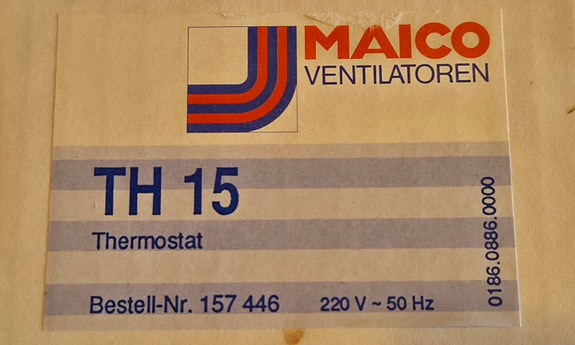 MAICO
VENTILATOREN
TH 15
Thermostat
Bestell-Nr. 157 446 220 V ~ 50 Hz
0186.0886.0000